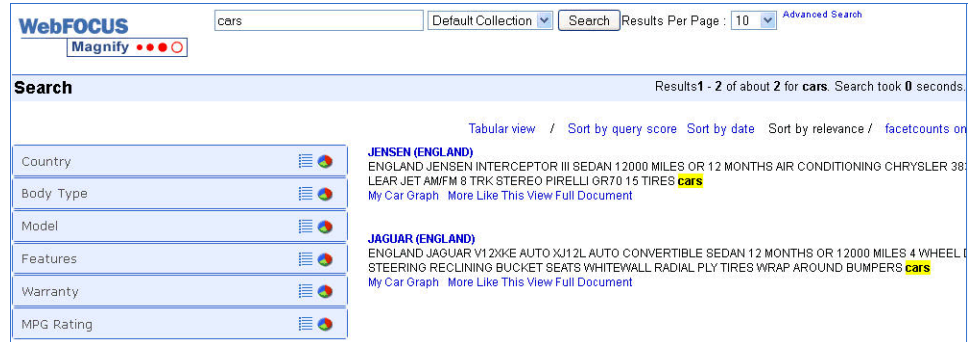 WebFOCUS
Magnify
cars
Default Collection
Search
Results Per Page :
10
Advanced Search
Search
Results1 - 2 of about 2 for cars. Search took 0 seconds.
Tabular view / Sort by query score Sort by date Sort by relevance / facetcounts on
Country
Body Type
Model
Features
Warranty
MPG Rating
JENSEN (ENGLAND)
ENGLAND JENSEN INTERCEPTOR III SEDAN 12000 MILES OR 12 MONTHS AIR CONDITIONING CHRYSLER
LEAR JET AM/FM 8 TRK STEREO PIRELLI GR70 15 TIRES cars
My Car Graph More Like This View Full Document
JAGUAR (ENGLAND)
ENGLAND JAGUAR V12XKE AUTO XJ12L AUTO CONVERTIBLE SEDAN 12 MONTHS OR 12000 MILES 4 WHEEL
STEERING RECLINING BUCKET SEATS WHITEWALL RADIAL PLY TIRES WRAP AROUND BUMPERS cars
My Car Graph More Like This View Full Document